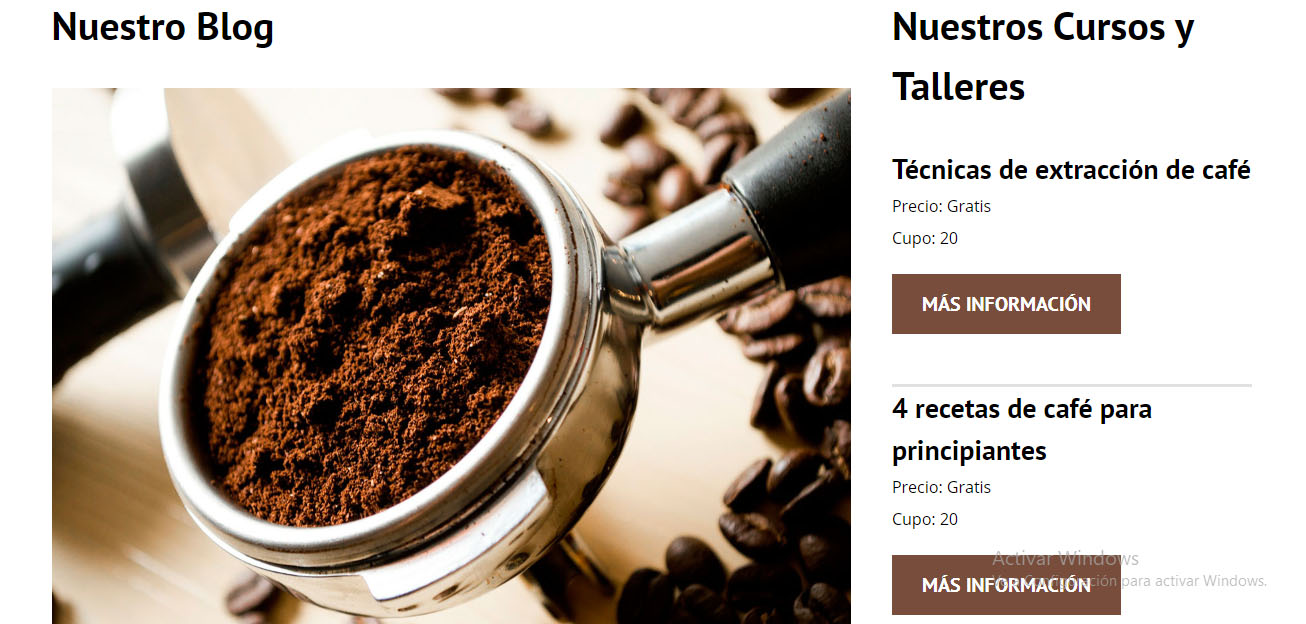 Nuestro Blog
Nuestros Cursos y
Talleres
Técnicas de extracción de café
Precio: Gratis
Cupo: 20
MÁS INFORMACIÓN
4 recetas de café para
principiantes
Precio: Gratis
Cupo: 20
Activar Windows
MÁS INFORMACIÓN
para activar Windows.